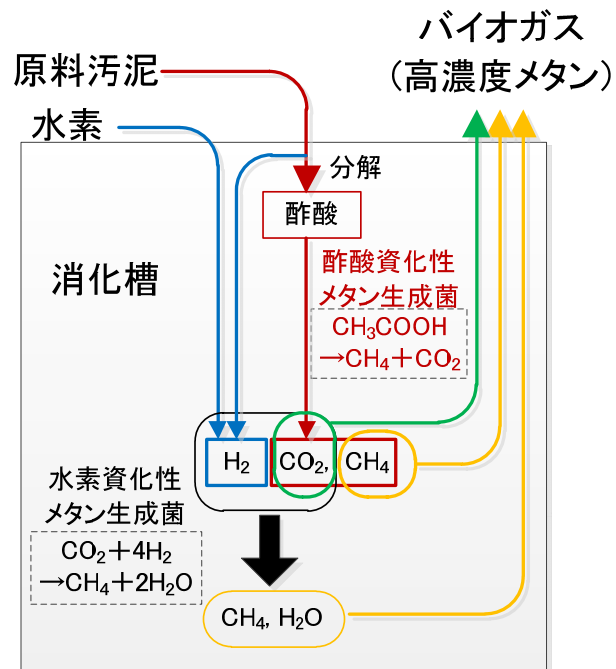 バイオガス
（高濃度メタン）
原料汚泥
水素
分解
酢酸
消化槽
酢酸資化性
メタン生成菌
CH₃COOH
→CH₄＋CO₂
H₂
CO₂,
CH₄
水素資化性
メタン生成菌
CO₂＋4H₂
→CH₄＋2H₂O
CH₄, H₂O